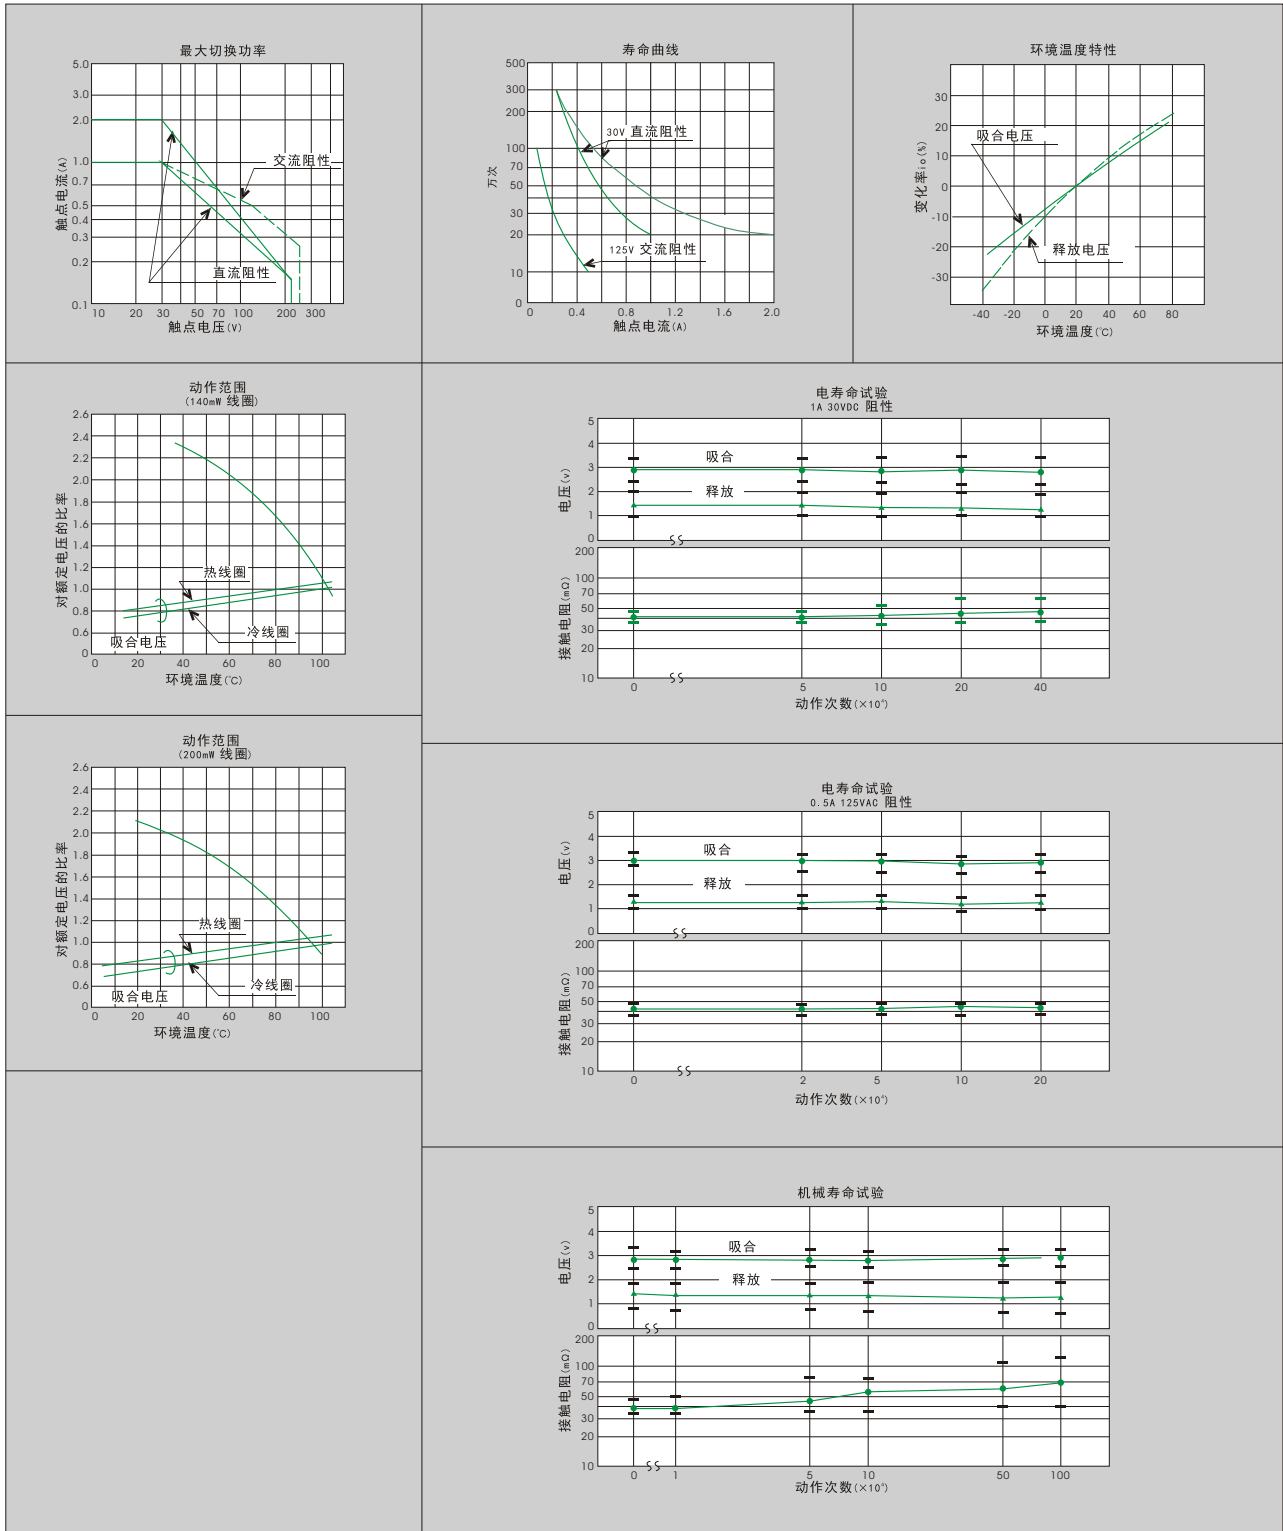 最大切换功率
5.0
3.0
2.0
1.0
0.7
0.5
0.4
0.3
0.2
0.1
触点电流(A)
交流阻性
直流阻性
10 20 30 50 70 100 200 300
触点电压(V)
寿命曲线
500
300
200
100
70
50
30
20
10
0
万次
30V 直流阻性
125V 交流阻性
0 0.4 0.8 1.2 1.6 2.0
触点电流(A)
环境温度特性
30
20
10
0
-10
-20
-30
变化率io(%)
吸合电压
释放电压
-40 -20 0 20 40 60 80
环境温度(℃)
动作范围
(140mW 线圈)
2.6
2.4
2.2
2.0
1.8
1.6
1.4
1.2
1.0
0.8
0.6
0
对额定电压的比率
热线圈
冷线圈
吸合电压
0 20 40 60 80 100
环境温度(℃)
电寿命试验
1A 30VDC 阻性
5
4
3
2
1
0
电压(v)
吸合
释放
200
100
70
50
30
20
10
接触电阻(mΩ)
0 5 10 20 40
动作次数(×10⁴)
动作范围
(200mW 线圈)
2.6
2.4
2.2
2.0
1.8
1.6
1.4
1.2
1.0
0.8
0.6
0
对额定电压的比率
热线圈
冷线圈
吸合电压
0 20 40 60 80 100
环境温度(℃)
电寿命试验
0.5A 125VAC 阻性
5
4
3
2
1
0
电压(v)
吸合
释放
200
100
70
50
30
20
10
接触电阻(mΩ)
0 2 5 10 20
动作次数(×10⁴)
机械寿命试验
5
4
3
2
1
0
电压(v)
吸合
释放
200
100
70
50
30
20
10
接触电阻(mΩ)
0 1 5 10 50 100
动作次数(×10⁴)